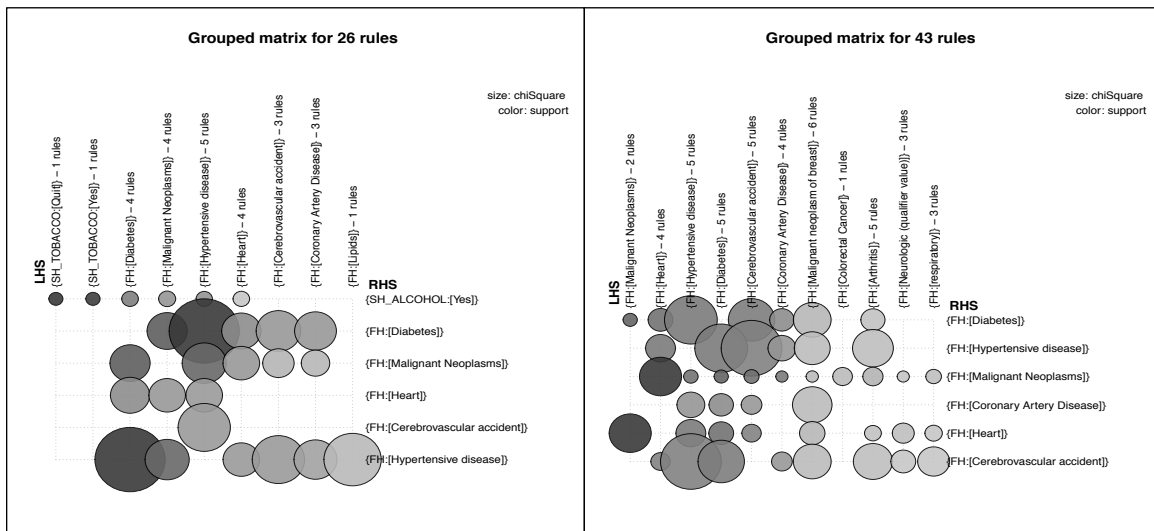 Grouped matrix for 26 rules
size: chiSquare
color: support
{SH_TOBACCO:[Quit]} − 1 rules
{SH_TOBACCO:[Yes]} − 1 rules
{FH:[Diabetes]} − 4 rules
{FH:[Malignant Neoplasms]} − 4 rules
{FH:[Hypertensive disease]} − 5 rules
{FH:[Heart]} − 4 rules
{FH:[Cerebrovascular accident]} − 3 rules
{FH:[Coronary Artery Disease]} − 3 rules
{FH:[Lipids]} − 1 rules
LHS
RHS
{SH_ALCOHOL:[Yes]}
{FH:[Diabetes]}
{FH:[Malignant Neoplasms]}
{FH:[Heart]}
{FH:[Cerebrovascular accident]}
{FH:[Hypertensive disease]}
Grouped matrix for 43 rules
size: chiSquare
color: support
{FH:[Malignant Neoplasms]} − 2 rules
{FH:[Heart]} − 4 rules
{FH:[Hypertensive disease]} − 5 rules
{FH:[Diabetes]} − 5 rules
{FH:[Cerebrovascular accident]} − 5 rules
{FH:[Coronary Artery Disease]} − 4 rules
{FH:[Malignant neoplasm of breast]} − 6 rules
{FH:[Colorectal Cancer]} − 1 rules
{FH:[Arthritis]} − 5 rules
{FH:[Neurologic (qualifier value)]} − 3 rules
{FH:[respiratory]} − 3 rules
LHS
RHS
{FH:[Diabetes]}
{FH:[Hypertensive disease]}
{FH:[Malignant Neoplasms]}
{FH:[Coronary Artery Disease]}
{FH:[Heart]}
{FH:[Cerebrovascular accident]}